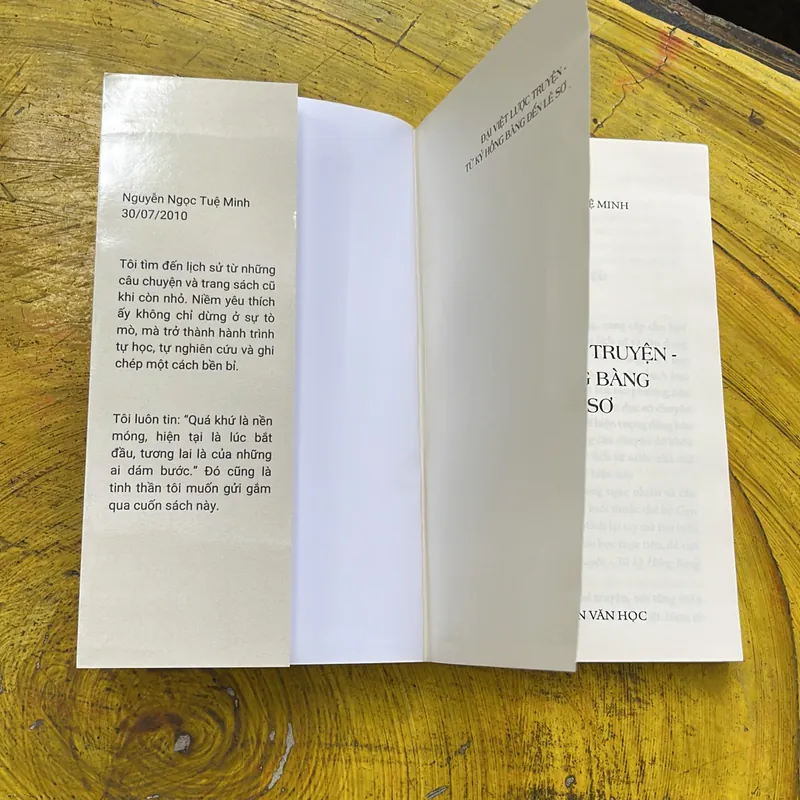 Nguyễn Ngọc Tuệ Minh
30/07/2010
Tôi tìm đến lịch sử từ những
câu chuyện và trang sách cũ
khi còn nhỏ. Niềm yêu thích
ấy không chỉ dừng ở sự tò
mò, mà trở thành hành trình
tự học, tự nghiên cứu và ghi
chép một cách bền bỉ.
Tôi luôn tin: “Quá khứ là nền
móng, hiện tại là lúc bắt
đầu, tương lai là của những
ai dám bước.” Đó cũng là
tinh thần tôi muốn gửi gắm
qua cuốn sách này.
ĐẠI VIỆT LƯỢC TRUYỆN -
TỪ KỶ HỒNG BÀNG ĐẾN LÊ SƠ
MINH
TRUYỆN -
BÀNG
SƠ
VĂN HỌC